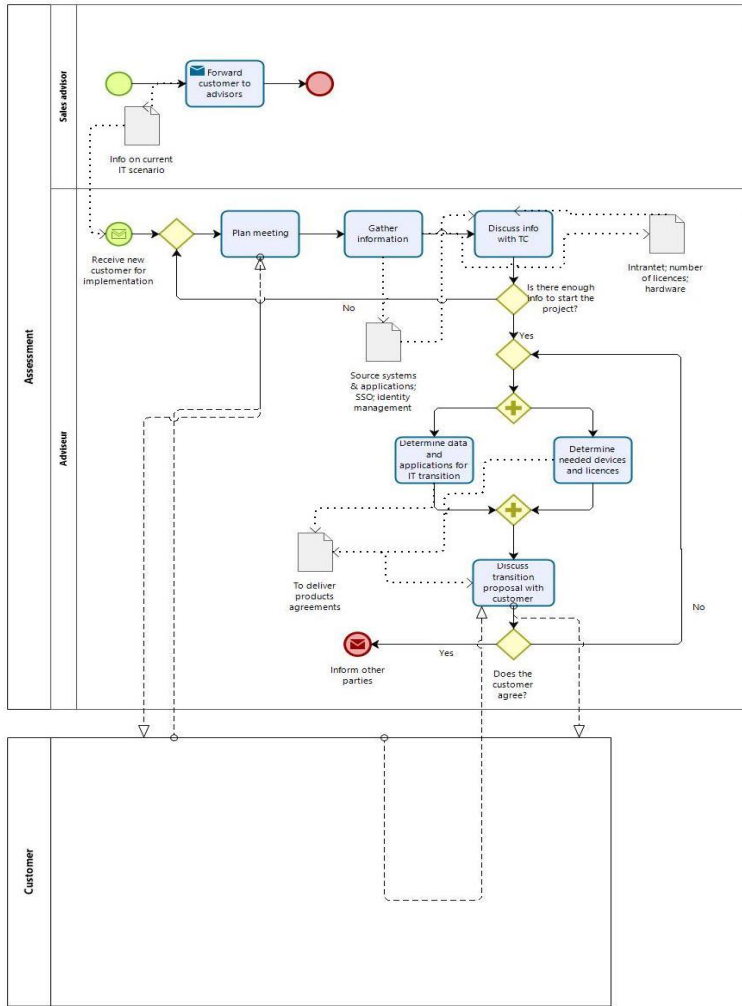 Sales advisor
Forward
customer to
advisors
Info on current
IT scenario
Assessment
Adviseur
Receive new
customer for
implementation
Plan meeting
Gather
information
Discuss info
with TC
Intrantet; number
of licences;
hardware
Is there enough
info to start the
project?
No
Yes
Source systems
& applications;
SSO; identity
management
Determine data
and
applications for
IT transition
Determine
needed devices
and licences
To deliver
products
agreements
Discuss
transition
proposal with
customer
No
Yes
Inform other
parties
Does the
customer
agree?
Customer